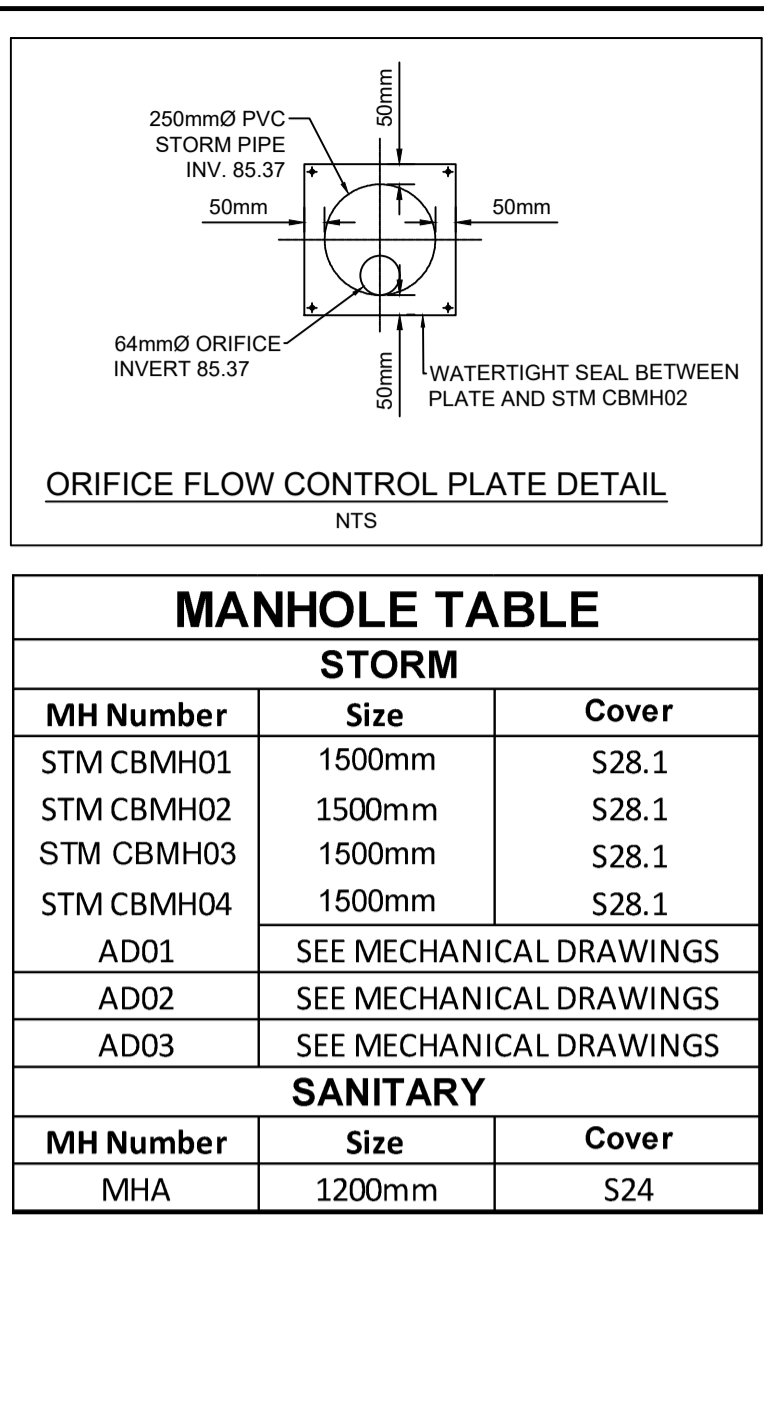 50mm
250mmØ PVC
STORM PIPE
INV. 85.37
50mm
50mm
64mmØ ORIFICE
INVERT 85.37
50mm
WATERTIGHT SEAL BETWEEN
PLATE AND STM CBMH02
ORIFICE FLOW CONTROL PLATE DETAIL
NTS
MANHOLE TABLE
STORM
MH Number Size Cover
STM CBMH01 1500mm S28.1
STM CBMH02 1500mm S28.1
STM CBMH03 1500mm S28.1
STM CBMH04 1500mm S28.1
AD01 SEE MECHANICAL DRAWINGS
AD02 SEE MECHANICAL DRAWINGS
AD03 SEE MECHANICAL DRAWINGS
SANITARY
MH Number Size Cover
MHA 1200mm S24